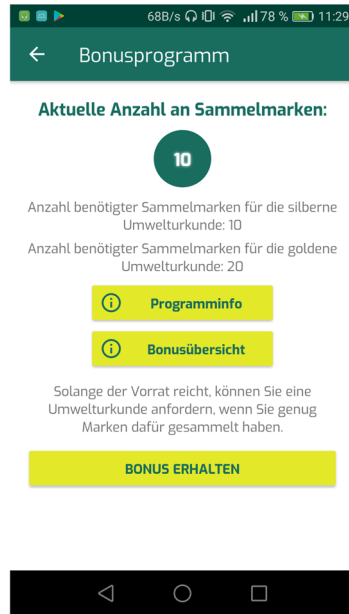 68B/s 78 % 11:29
Bonusprogramm
Aktuelle Anzahl an Sammelmarken:
10
Anzahl benötigter Sammelmarken für die silberne
Umwelturkunde: 10
Anzahl benötigter Sammelmarken für die goldene
Umwelturkunde: 20
Programminfo
Bonusübersicht
Solange der Vorrat reicht, können Sie eine
Umwelturkunde anfordern, wenn Sie genug
Marken dafür gesammelt haben.
BONUS ERHALTEN